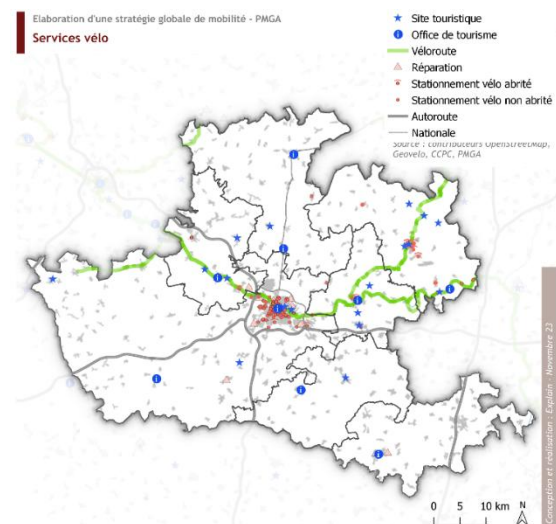 Elaboration d'une stratégie globale de mobilité - PMGA
Services vélo
Site touristique
Office de tourisme
Véloroute
Réparation
Stationnement vélo abrité
Stationnement vélo non abrité
Autoroute
Nationale
Source : contributeurs OpenStreetMap,
Geovelo, CCPC, PMGA
0 5 10 km N
Conception et réalisation : Explain - Novembre 23